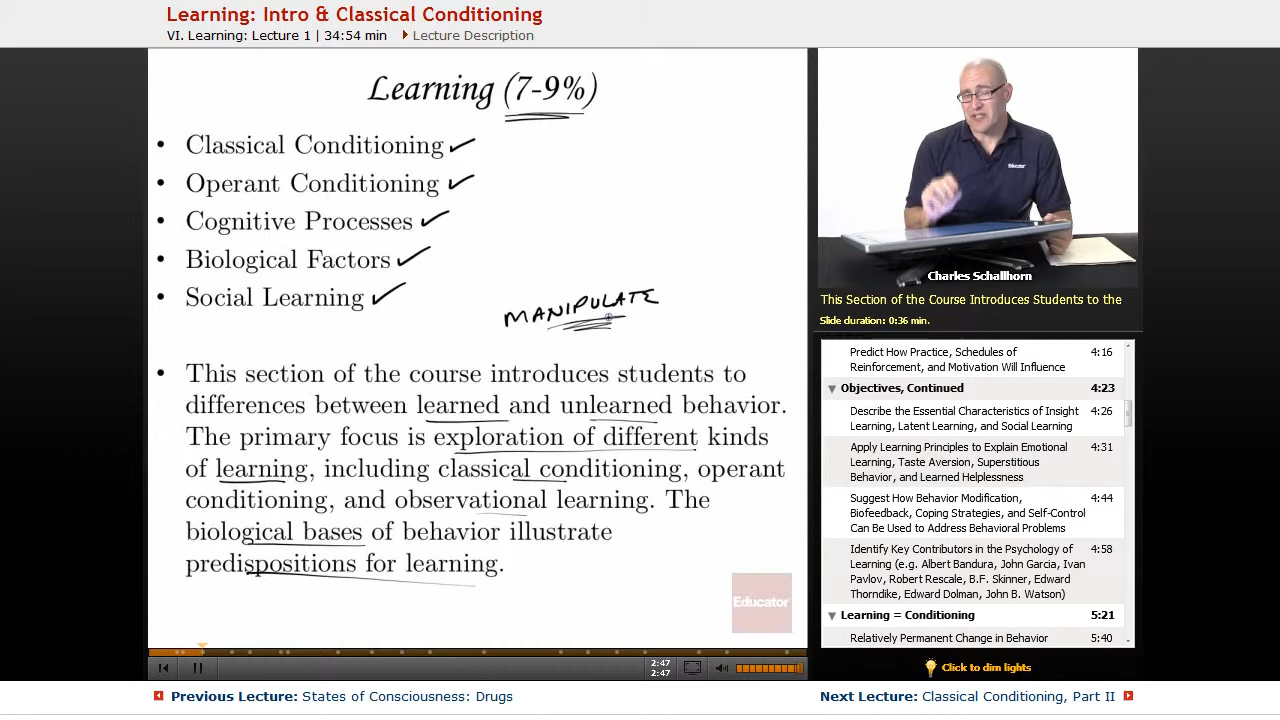 Learning: Intro & Classical Conditioning
VI. Learning: Lecture 1 | 34:54 min
Lecture Description
Learning (7-9%)
• Classical Conditioning
• Operant Conditioning
• Cognitive Processes
• Biological Factors
• Social Learning
MANIPULATE
• This section of the course introduces students to
differences between learned and unlearned behavior.
The primary focus is exploration of different kinds
of learning, including classical conditioning, operant
conditioning, and observational learning. The
biological bases of behavior illustrate
predispositions for learning.
Educator
2:47
2:47
Educator
Charles Schallhorn
This Section of the Course Introduces Students to the
Slide duration: 0:36 min.
Predict How Practice, Schedules of 4:16
Reinforcement, and Motivation Will Influence
Objectives, Continued 4:23
Describe the Essential Characteristics of Insight 4:26
Learning, Latent Learning, and Social Learning
Apply Learning Principles to Explain Emotional 4:31
Learning, Taste Aversion, Superstitious
Behavior, and Learned Helplessness
Suggest How Behavior Modification, 4:44
Biofeedback, Coping Strategies, and Self-Control
Can Be Used to Address Behavioral Problems
Identify Key Contributors in the Psychology of 4:58
Learning (e.g. Albert Bandura, John Garcia, Ivan
Pavlov, Robert Rescale, B.F. Skinner, Edward
Thorndike, Edward Dolman, John B. Watson)
Learning = Conditioning 5:21
Relatively Permanent Change in Behavior 5:40
Click to dim lights
Previous Lecture: States of Consciousness: Drugs
Next Lecture: Classical Conditioning, Part II